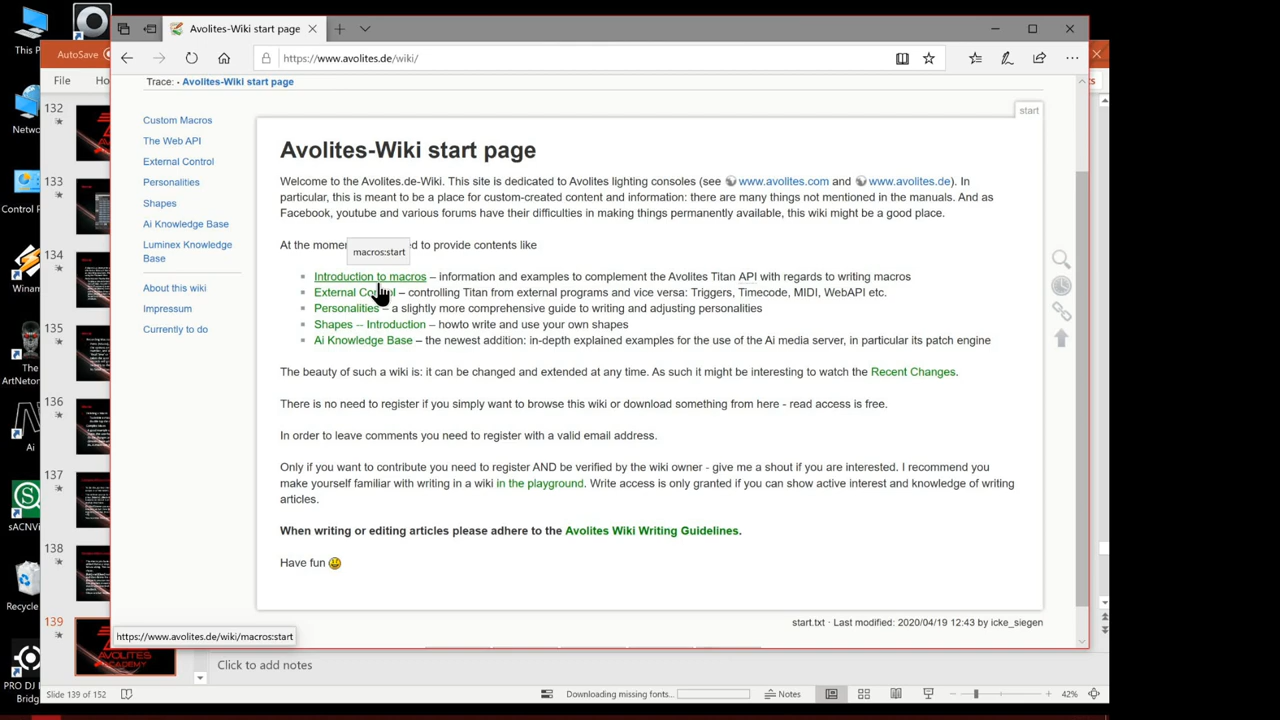 This P
AutoSave
File
Ho
Netwo
Control P
Winam
The
ArtNeton
Ai
sACNVi
Recycle
PRO DJ L
Bridg
132
133
134
135
136
137
138
139
Avolites-Wiki start page
https://www.avolites.de/wiki/
Trace: • Avolites-Wiki start page
start
Custom Macros
The Web API
External Control
Personalities
Shapes
Ai Knowledge Base
Luminex Knowledge
Base
About this wiki
Impressum
Currently to do
Avolites-Wiki start page
Welcome to the Avolites.de-Wiki. This site is dedicated to Avolites lighting consoles (see www.avolites.com and www.avolites.de). In
particular, this is meant to be a place for custom-created content and information: there are many things not mentioned in the manuals. And as
Facebook, youtube and various forums have their difficulties in making things permanently available, this wiki might be a good place.
At the momen
ed to provide contents like
macros:start
Introduction to macros – information and examples to complement the Avolites Titan API with regards to writing macros
External Co l – controlling Titan from external programs and vice versa: Triggers, Timecode, MIDI, WebAPI etc.
Personalities – a slightly more comprehensive guide to writing and adjusting personalities
Shapes -- Introduction – howto write and use your own shapes
Ai Knowledge Base – the newest addition: in-depth explained examples for the use of the Ai media server, in particular its patch engine
The beauty of such a wiki is: it can be changed and extended at any time. As such it might be interesting to watch the Recent Changes.
There is no need to register if you simply want to browse this wiki or download something from here - read access is free.
In order to leave comments you need to register with a valid email address.
Only if you want to contribute you need to register AND be verified by the wiki owner - give me a shout if you are interested. I recommend you
make yourself familiar with writing in a wiki in the playground. Write access is only granted if you can show active interest and knowledge of writing
articles.
When writing or editing articles please adhere to the Avolites Wiki Writing Guidelines.
Have fun
start.txt · Last modified: 2020/04/19 12:43 by icke_siegen
https://www.avolites.de/wiki/macros:start
AVOLITES
ACADEMY
Click to add notes
Slide 139 of 152
Downloading missing fonts...
Notes
42%